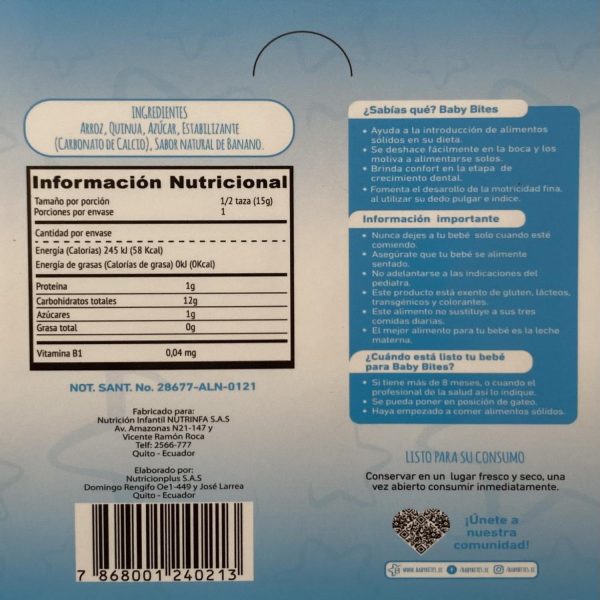 INGREDIENTES
ARROZ, QUINUA, AZÚCAR, ESTABILIZANTE
(CARBONATO DE CALCIO), SABOR NATURAL DE BANANO.
Información Nutricional
Tamaño por porción 1/2 taza (15g)
Porciones por envase 1
Cantidad por envase
Energía (Calorías) 245 kJ (58 Kcal)
Energía de grasas (Calorías de grasa) 0kJ (0Kcal)
Proteína 1g
Carbohidratos totales 12g
Azúcares 1g
Grasa total 0g
Vitamina B1 0,04 mg
NOT. SANT. No. 28677-ALN-0121
Fabricado para:
Nutrición Infantil NUTRINFA S.A.S
Av. Amazonas N21-147 y
Vicente Ramón Roca
Telf: 2566-777
Quito - Ecuador
Elaborado por:
Nutricionplus S.A.S
Domingo Rengifo Oe1-449 y José Larrea
Quito - Ecuador
7 868001 240213
¿Sabías qué? Baby Bites
• Ayuda a la introducción de alimentos
sólidos en su dieta.
• Se deshace fácilmente en la boca y los
motiva a alimentarse solos.
• Brinda confort en la etapa de
crecimiento dental.
• Fomenta el desarollo de la motricidad fina,
al utilizar su dedo pulgar e indice.
Información importante
• Nunca dejes a tu bebé solo cuando esté
comiendo.
• Asegúrate que tu bebé se alimente
sentado.
• No adelantarse a las indicaciones del
pediatra.
• Este producto está exento de gluten, lácteos,
transgénicos y colorantes.
• Este alimento no sustituye a sus tres
comidas diarias.
• El mejor alimento para tu bebé es la leche
materna.
¿Cuándo está listo tu bebé
para Baby Bites?
• Si tiene más de 8 meses, o cuando el
profesional de la salud así lo indique.
• Se pueda poner en posición de gateo.
• Haya empezado a comer alimentos sólidos.
LISTO PARA SU CONSUMO
Conservar en un lugar fresco y seco, una
vez abierto consumir inmediatamente.
¡Únete a
nuestra
comunidad!
WWW.BABYBITES.EC /BABYBITES.EC /BABYBITES.EC